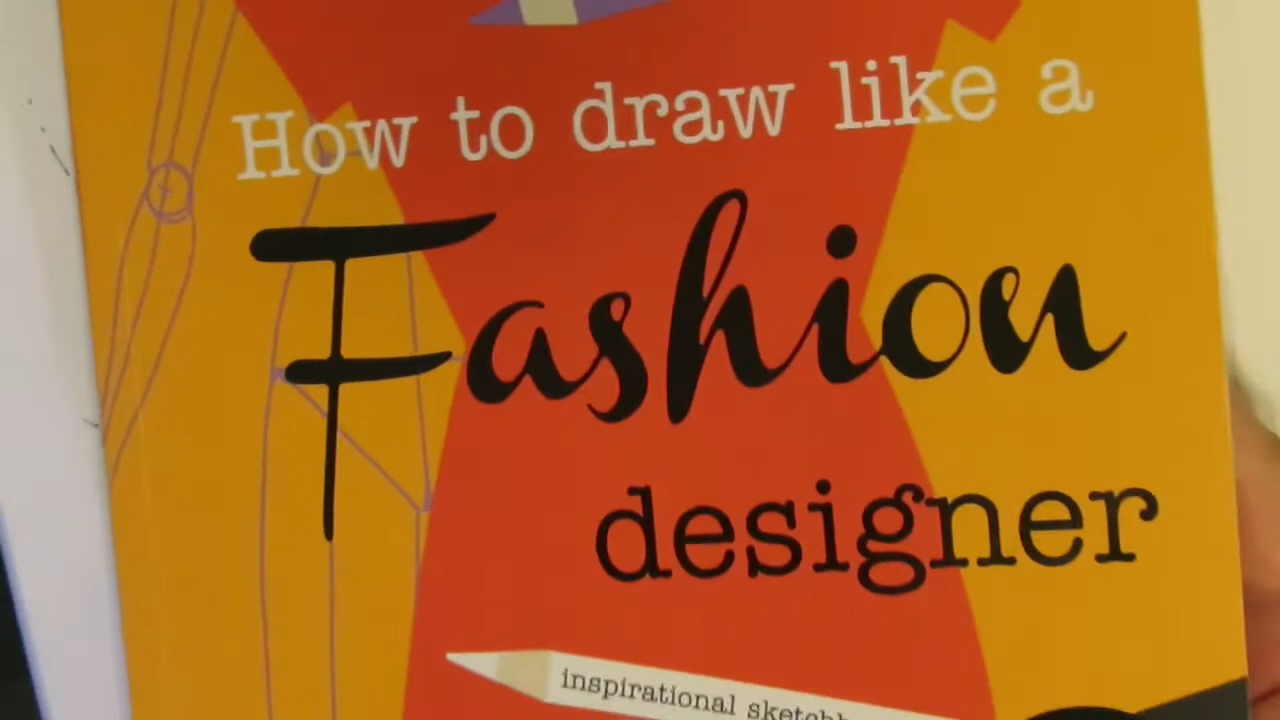 How to draw like a
Fashion
designer
inspirational